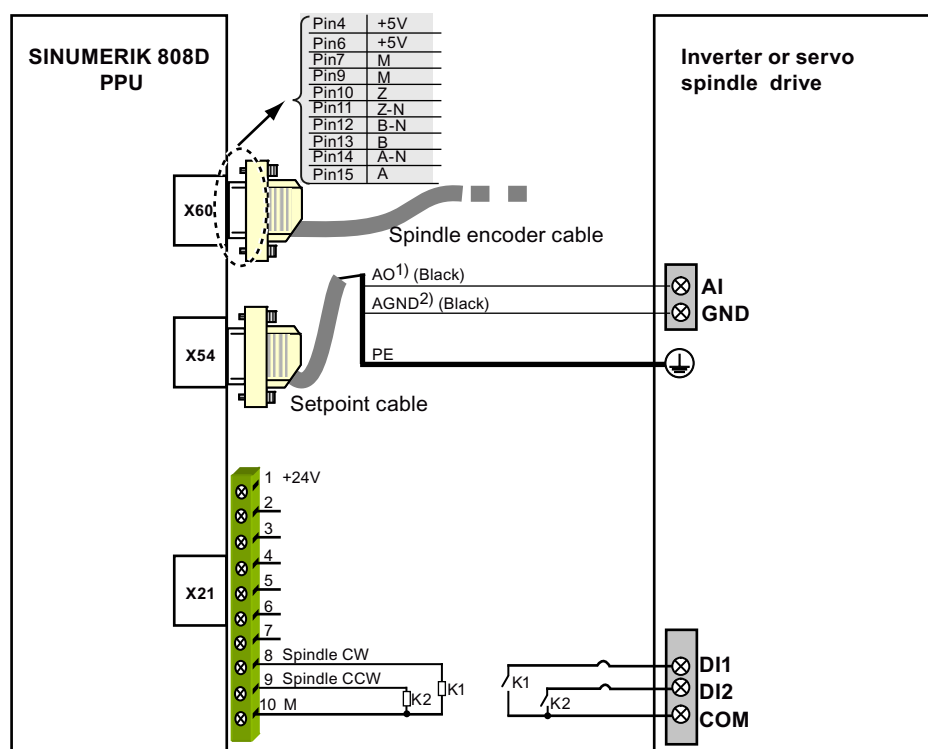 SINUMERIK 808D
PPU
Pin4 +5V
Pin6 +5V
Pin7 M
Pin9 M
Pin10 Z
Pin11 Z-N
Pin12 B-N
Pin13 B
Pin14 A-N
Pin15 A
Inverter or servo
spindle drive
X60
Spindle encoder cable
AO1) (Black)
AI
AGND2) (Black)
GND
X54
PE
Setpoint cable
1 +24V
2
3
4
5
X21
6
7
8 Spindle CW
9 Spindle CCW
10 M
K2
K1
K1
K2
DI1
DI2
COM